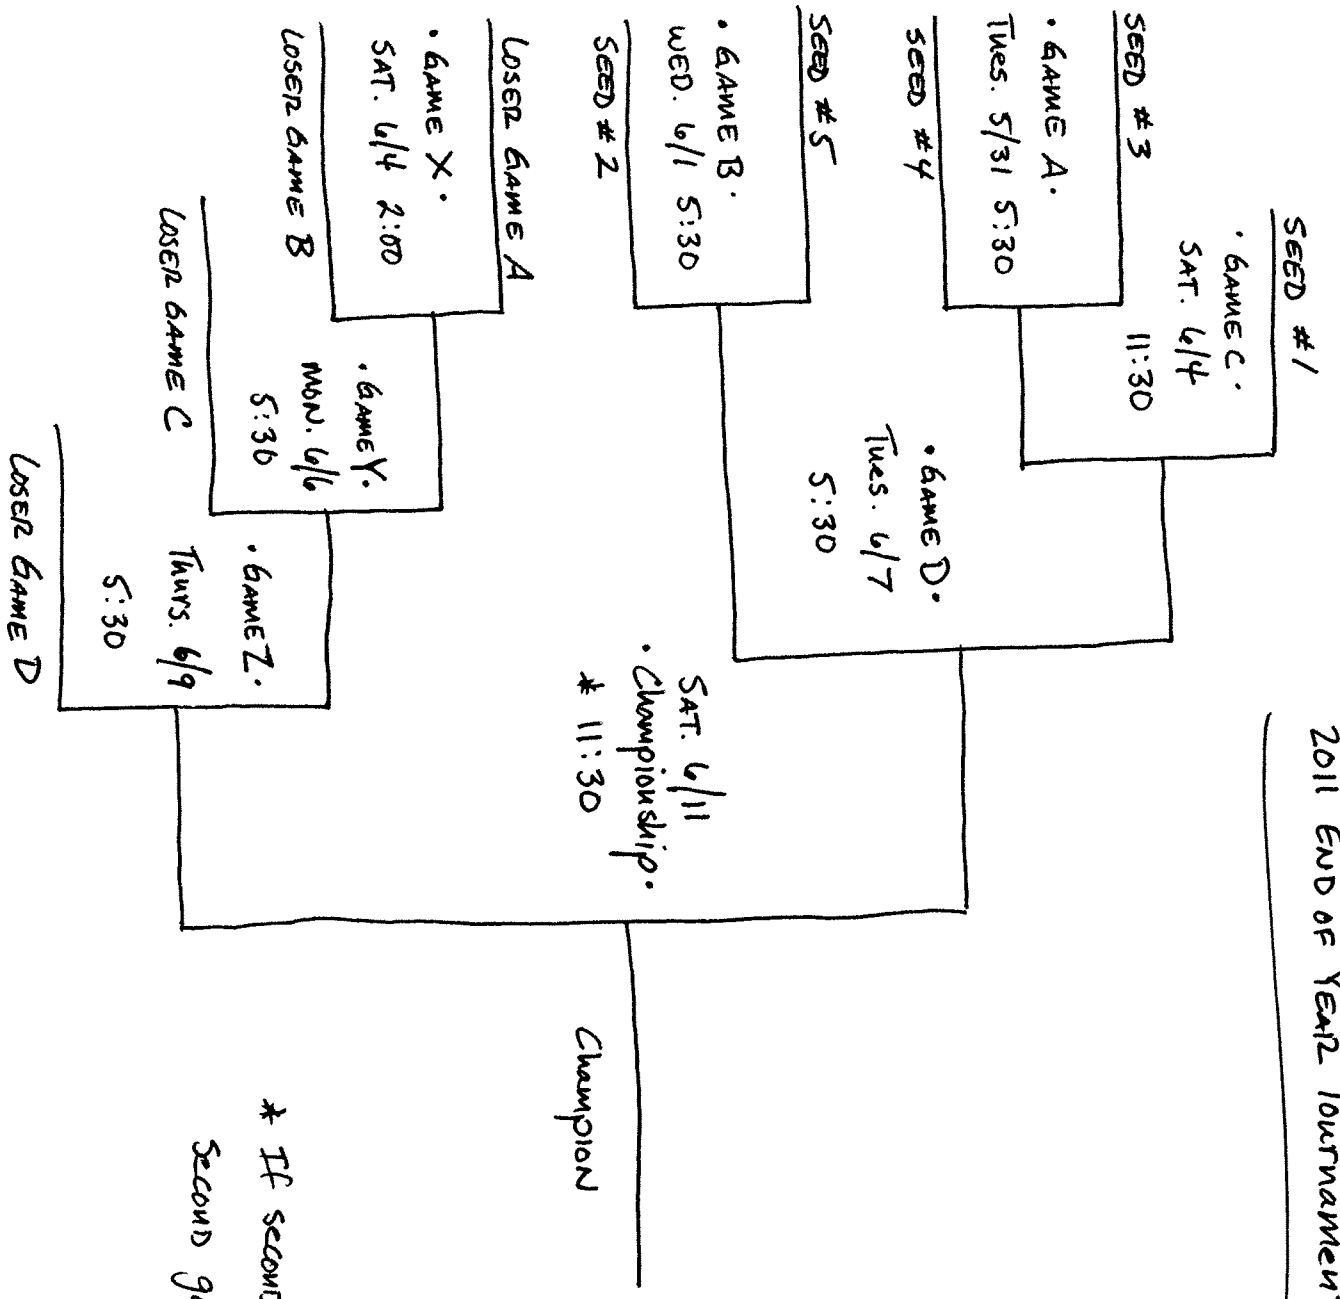 2011 END OF YEAR Tournament
SEED #1
• GAME C •
SAT. 6/4
11:30
SEED #3
• GAME A •
Tues. 5/31 5:30
SEED #4
• GAME D •
Tues. 6/7
5:30
SEED #5
• GAME B •
WED. 6/1 5:30
SEED #2
SAT. 6/11
• Championship •
* 11:30
Champion
LOSER GAME A
• GAME X •
SAT. 6/4 2:00
LOSER GAME B
• GAME Y •
MON. 6/6
5:30
LOSER GAME C
• GAME Z •
Thurs. 6/9
5:30
LOSER GAME D
* If second
second